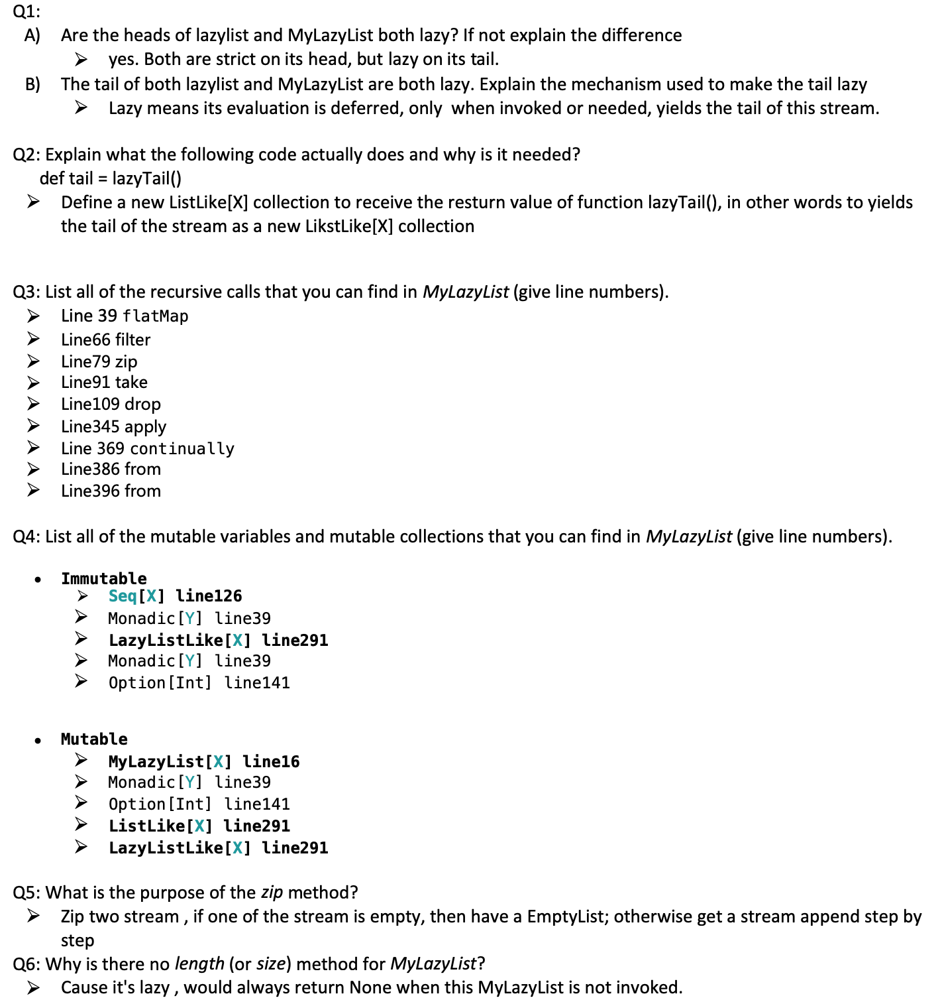 Q1:
A) Are the heads of lazylist and MyLazyList both lazy? If not explain the difference
➢ yes. Both are strict on its head, but lazy on its tail.
B) The tail of both lazylist and MyLazyList are both lazy. Explain the mechanism used to make the tail lazy
➢ Lazy means its evaluation is deferred, only when invoked or needed, yields the tail of this stream.
Q2: Explain what the following code actually does and why is it needed?
def tail = lazyTail()
➢ Define a new ListLike[X] collection to receive the resturn value of function lazyTail(), in other words to yields
the tail of the stream as a new LikstLike[X] collection
Q3: List all of the recursive calls that you can find in MyLazyList (give line numbers).
➢ Line 39 flatMap
➢ Line66 filter
➢ Line79 zip
➢ Line91 take
➢ Line109 drop
➢ Line345 apply
➢ Line 369 continually
➢ Line386 from
➢ Line396 from
Q4: List all of the mutable variables and mutable collections that you can find in MyLazyList (give line numbers).
• Immutable
➢ Seq[X] line126
➢ Monadic[Y] line39
➢ LazyListLike[X] line291
➢ Monadic[Y] line39
➢ Option[Int] line141
• Mutable
➢ MyLazyList[X] line16
➢ Monadic[Y] line39
➢ Option[Int] line141
➢ ListLike[X] line291
➢ LazyListLike[X] line291
Q5: What is the purpose of the zip method?
➢ Zip two stream , if one of the stream is empty, then have a EmptyList; otherwise get a stream append step by
step
Q6: Why is there no length (or size) method for MyLazyList?
➢ Cause it's lazy , would always return None when this MyLazyList is not invoked.